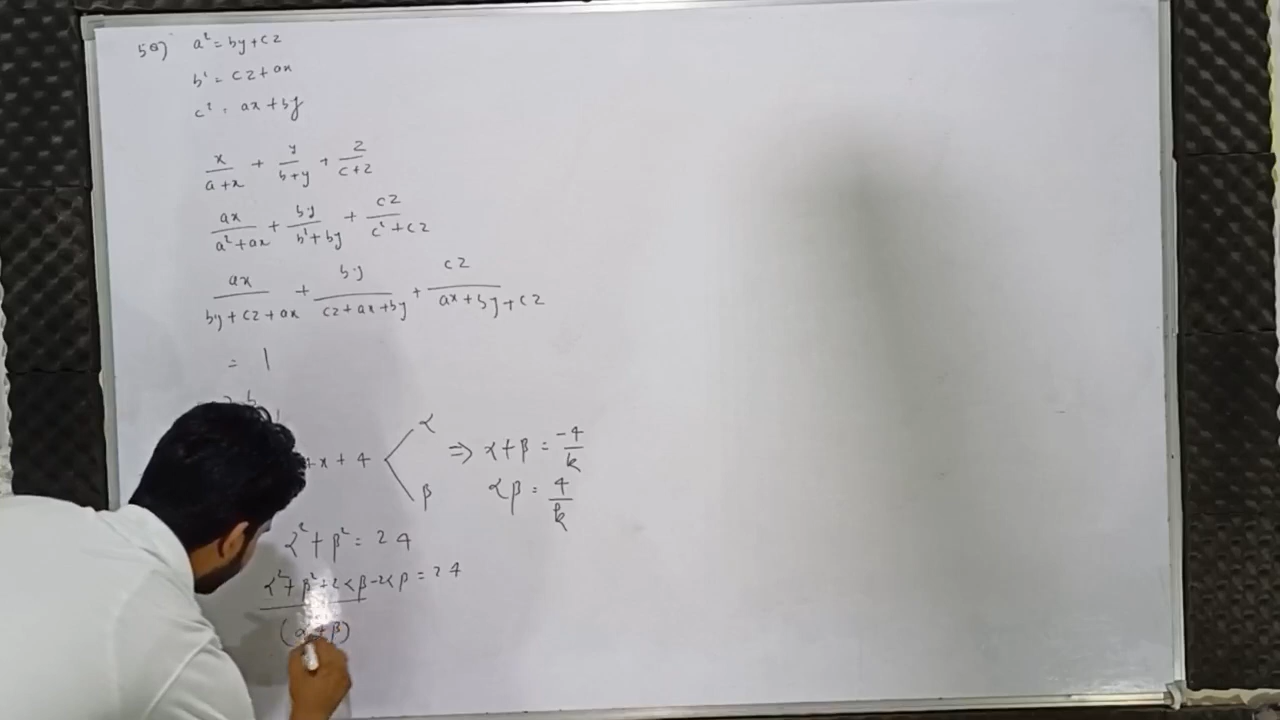 5Q) a² = by + cz
b² = cz + ax
c² = ax + by
x/(a+x) + y/(b+y) + z/(c+z)
ax/(a²+ax) + by/(b²+by) + cz/(c²+cz)
ax/(by+cz+ax) + by/(cz+ax+by) + cz/(ax+by+cz)
= 1
x + 4 < α β ⇒ α+β = -4/k
αβ = 4/k
α² + β² = 24
α² + β² + 2αβ - 2αβ = 24
(α+β)